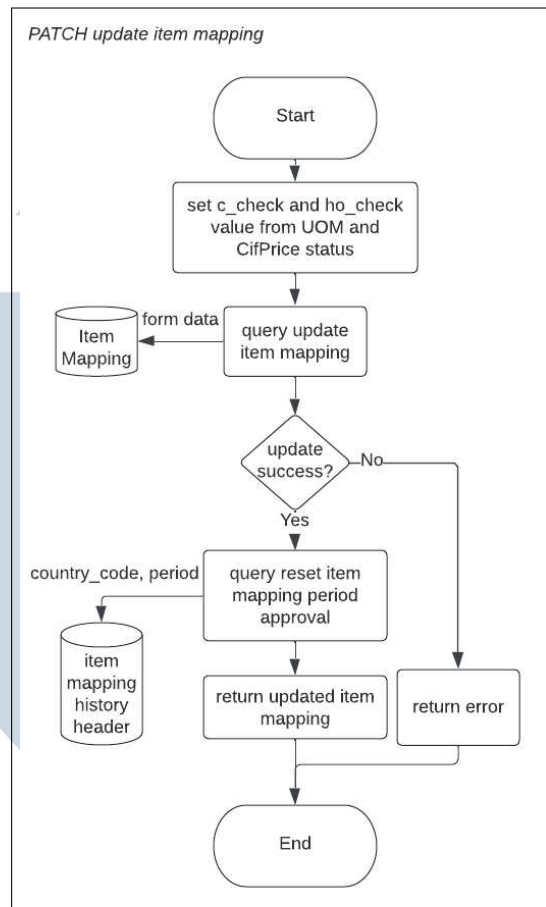 PATCH update item mapping
Start
set c_check and ho_check
value from UOM and
CifPrice status
form data
Item
Mapping
query update
item mapping
update
success?
No
Yes
country_code, period
query reset item
mapping period
approval
item
mapping
history
header
return updated item
mapping
return error
End